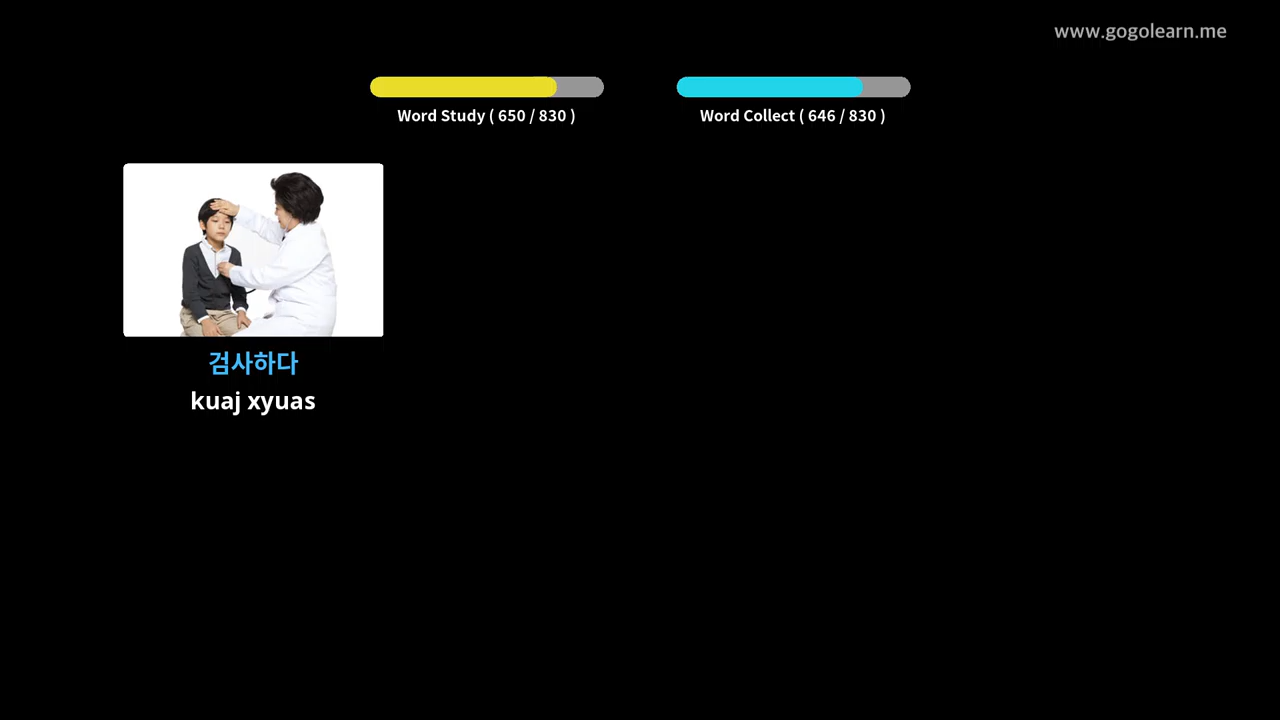 www.gogolearn.me
Word Study ( 650 / 830 )
Word Collect ( 646 / 830 )
검사하다
kuaj xyuas